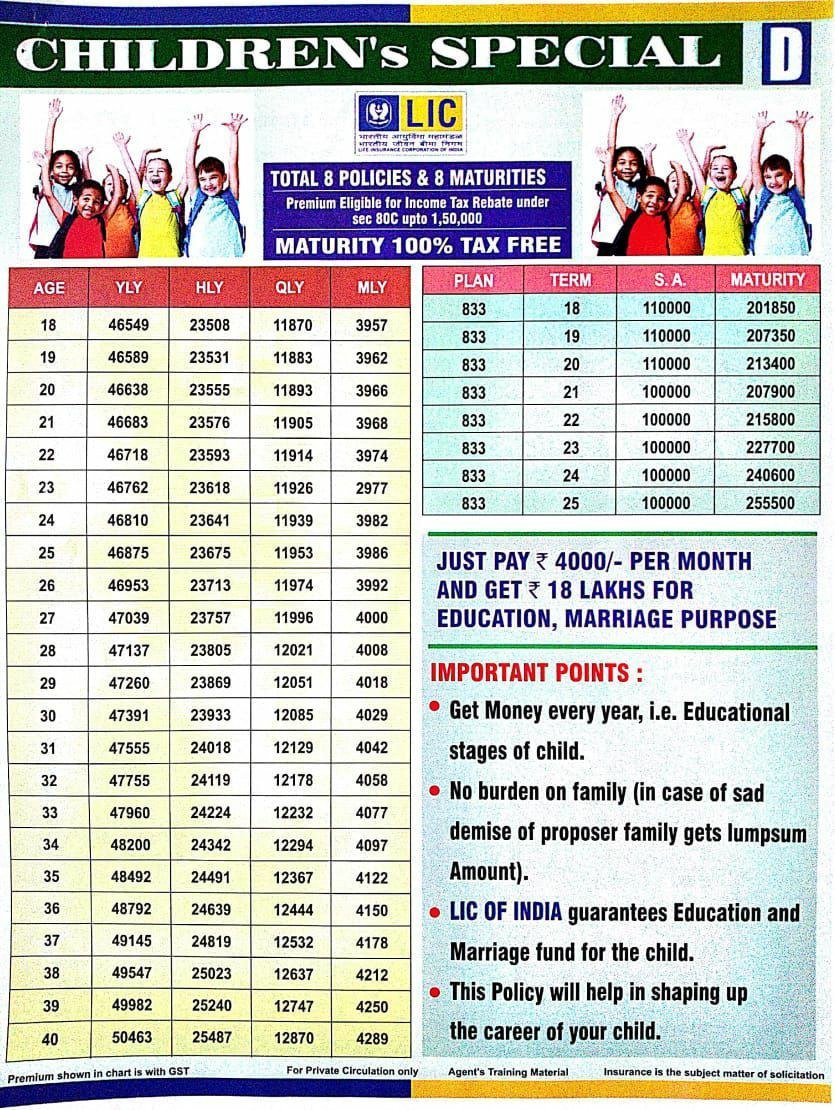 CHILDREN's SPECIAL D
LIC
भारतीय आयुर्विमा महामंडळ
भारतीय जीवन बीमा निगम
LIFE INSURANCE CORPORATION OF INDIA
TOTAL 8 POLICIES & 8 MATURITIES
Premium Eligible for Income Tax Rebate under
sec 80C upto 1,50,000
MATURITY 100% TAX FREE
AGE YLY HLY QLY MLY
18 46549 23508 11870 3957
19 46589 23531 11883 3962
20 46638 23555 11893 3966
21 46683 23576 11905 3968
22 46718 23593 11914 3974
23 46762 23618 11926 2977
24 46810 23641 11939 3982
25 46875 23675 11953 3986
26 46953 23713 11974 3992
27 47039 23757 11996 4000
28 47137 23805 12021 4008
29 47260 23869 12051 4018
30 47391 23933 12085 4029
31 47555 24018 12129 4042
32 47755 24119 12178 4058
33 47960 24224 12232 4077
34 48200 24342 12294 4097
35 48492 24491 12367 4122
36 48792 24639 12444 4150
37 49145 24819 12532 4178
38 49547 25023 12637 4212
39 49982 25240 12747 4250
40 50463 25487 12870 4289
PLAN TERM S.A. MATURITY
833 18 110000 201850
833 19 110000 207350
833 20 110000 213400
833 21 100000 207900
833 22 100000 215800
833 23 100000 227700
833 24 100000 240600
833 25 100000 255500
JUST PAY ₹ 4000/- PER MONTH
AND GET ₹ 18 LAKHS FOR
EDUCATION, MARRIAGE PURPOSE
IMPORTANT POINTS :
• Get Money every year, i.e. Educational
stages of child.
• No burden on family (in case of sad
demise of proposer family gets lumpsum
Amount).
• LIC OF INDIA guarantees Education and
Marriage fund for the child.
• This Policy will help in shaping up
the career of your child.
Premium shown in chart is with GST For Private Circulation only Agent's Training Material Insurance is the subject matter of solicitation